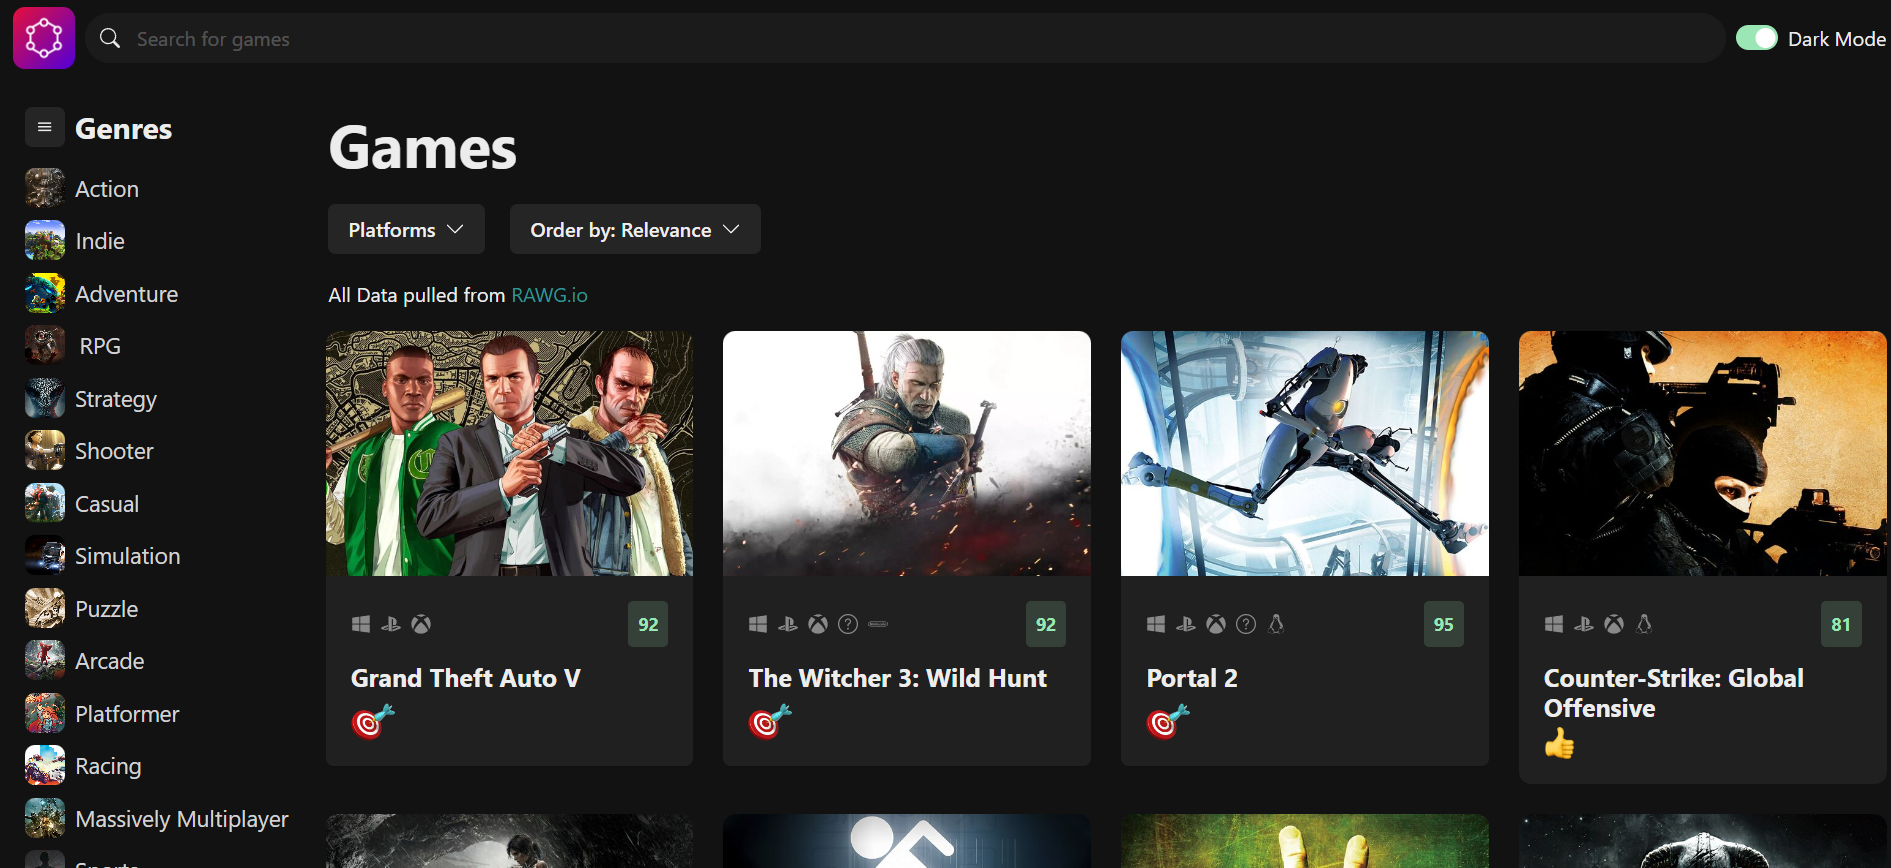 Search for games
Dark Mode
Genres
Action
Indie
Adventure
RPG
Strategy
Shooter
Casual
Simulation
Puzzle
Arcade
Platformer
Racing
Massively Multiplayer
Games
Platforms
Order by: Relevance
All Data pulled from RAWG.io
92
Grand Theft Auto V
92
The Witcher 3: Wild Hunt
95
Portal 2
81
Counter-Strike: Global
Offensive